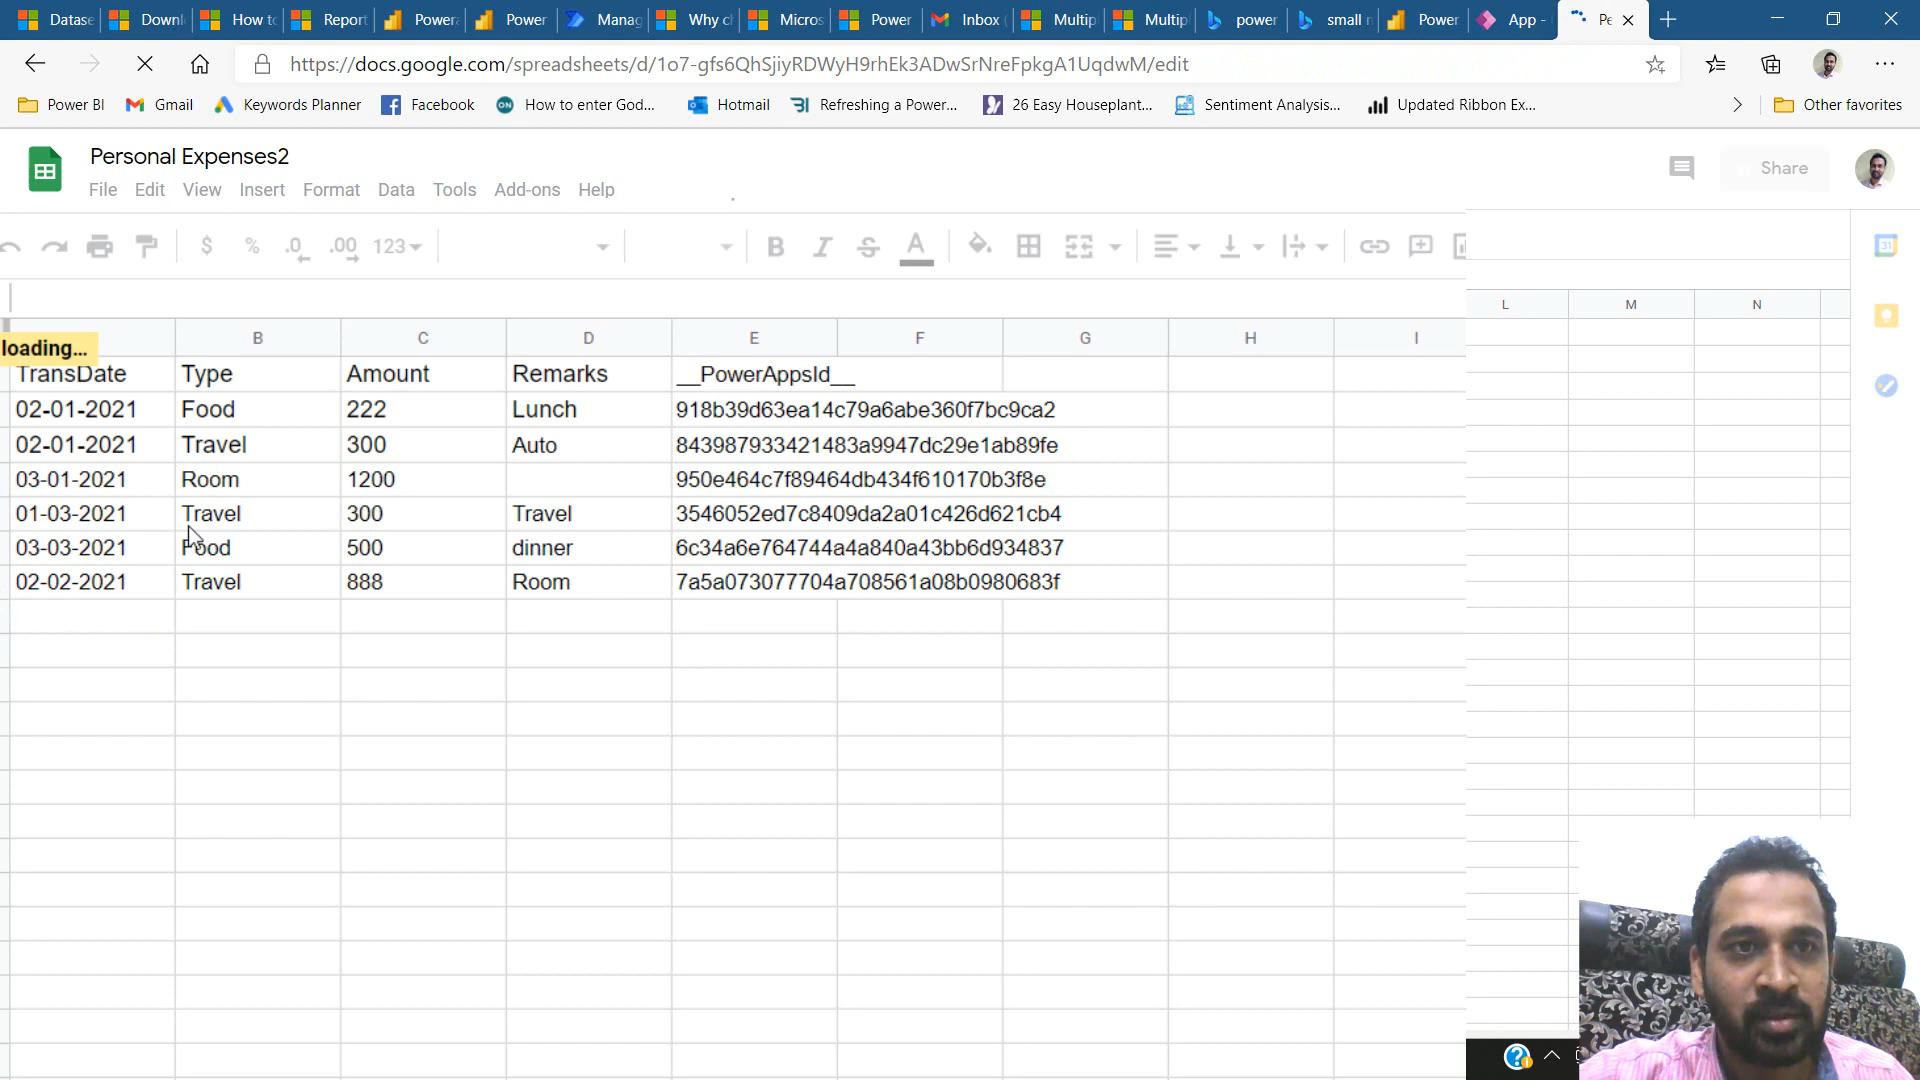 Datase
Downl
How to
Report
Power
Power
Manag
Why c
Micros
Power
Inbox
Multip
Multip
power
small r
Power
App -
Pe
https://docs.google.com/spreadsheets/d/1o7-gfs6QhSjiyRDWyH9rhEk3ADwSrNreFpkgA1UqdwM/edit
Power BI
Gmail
Keywords Planner
Facebook
How to enter God...
Hotmail
Refreshing a Power...
26 Easy Houseplant...
Sentiment Analysis...
Updated Ribbon Ex...
Other favorites
Personal Expenses2
File Edit View Insert Format Data Tools Add-ons Help
Share
$ % .0 .00 123 B I S A
31
loading...
B C D E F G H I L M N
TransDate Type Amount Remarks __PowerAppsId__
02-01-2021 Food 222 Lunch 918b39d63ea14c79a6abe360f7bc9ca2
02-01-2021 Travel 300 Auto 843987933421483a9947dc29e1ab89fe
03-01-2021 Room 1200 950e464c7f89464db434f610170b3f8e
01-03-2021 Travel 300 Travel 3546052ed7c8409da2a01c426d621cb4
03-03-2021 Food 500 dinner 6c34a6e764744a4a840a43bb6d934837
02-02-2021 Travel 888 Room 7a5a073077704a708561a08b0980683f